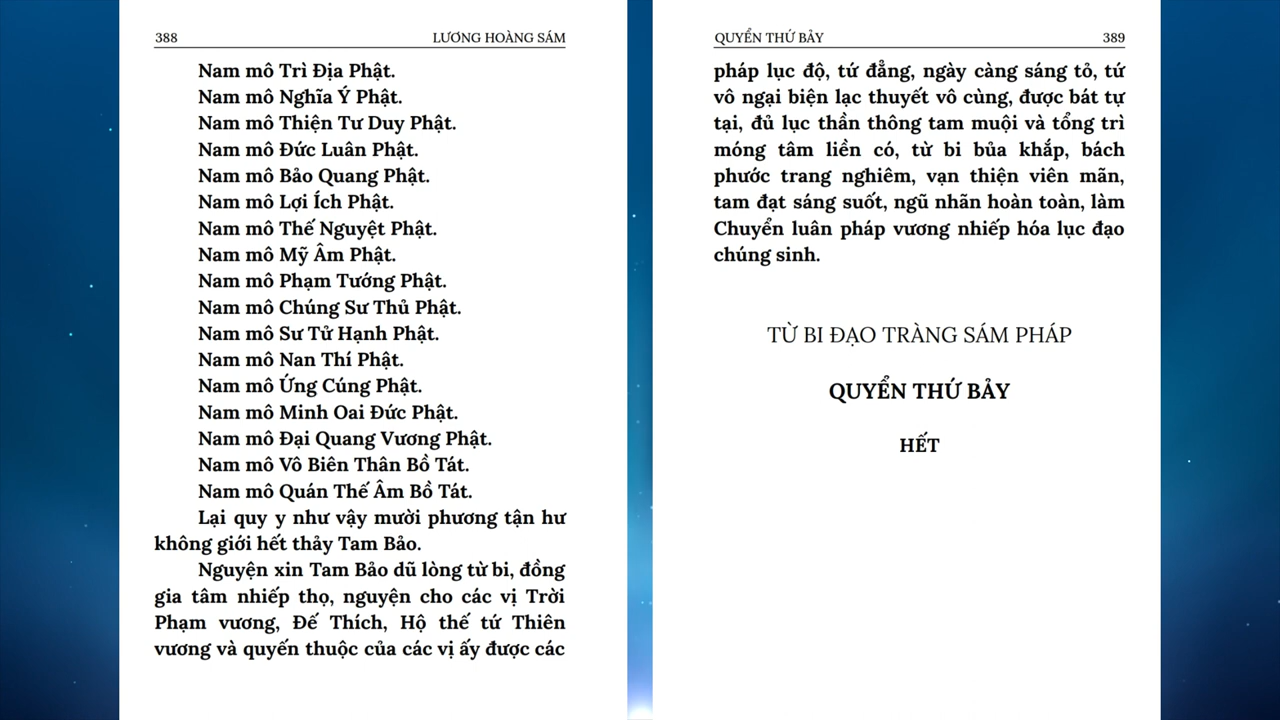 388 LƯƠNG HOÀNG SÁM
Nam mô Trì Địa Phật.
Nam mô Nghĩa Ý Phật.
Nam mô Thiện Tư Duy Phật.
Nam mô Đức Luân Phật.
Nam mô Bảo Quang Phật.
Nam mô Lợi Ích Phật.
Nam mô Thế Nguyệt Phật.
Nam mô Mỹ Âm Phật.
Nam mô Phạm Tướng Phật.
Nam mô Chúng Sư Thủ Phật.
Nam mô Sư Tử Hạnh Phật.
Nam mô Nan Thí Phật.
Nam mô Ứng Cúng Phật.
Nam mô Minh Oai Đức Phật.
Nam mô Đại Quang Vương Phật.
Nam mô Vô Biên Thân Bồ Tát.
Nam mô Quán Thế Âm Bồ Tát.
Lại quy y như vậy mười phương tận hư
không giới hết thảy Tam Bảo.
Nguyện xin Tam Bảo dũ lòng từ bi, đồng
gia tâm nhiếp thọ, nguyện cho các vị Trời
Phạm vương, Đế Thích, Hộ thế tứ Thiên
vương và quyến thuộc của các vị ấy được các
QUYỂN THỨ BẢY 389
pháp lục độ, tứ đẳng, ngày càng sáng tỏ, tứ
vô ngại biện lạc thuyết vô cùng, được bát tự
tại, đủ lục thần thông tam muội và tổng trì
móng tâm liền có, từ bi bủa khắp, bách
phước trang nghiêm, vạn thiện viên mãn,
tam đạt sáng suốt, ngũ nhãn hoàn toàn, làm
Chuyển luân pháp vương nhiếp hóa lục đạo
chúng sinh.
TỪ BI ĐẠO TRÀNG SÁM PHÁP
QUYỂN THỨ BẢY
HẾT